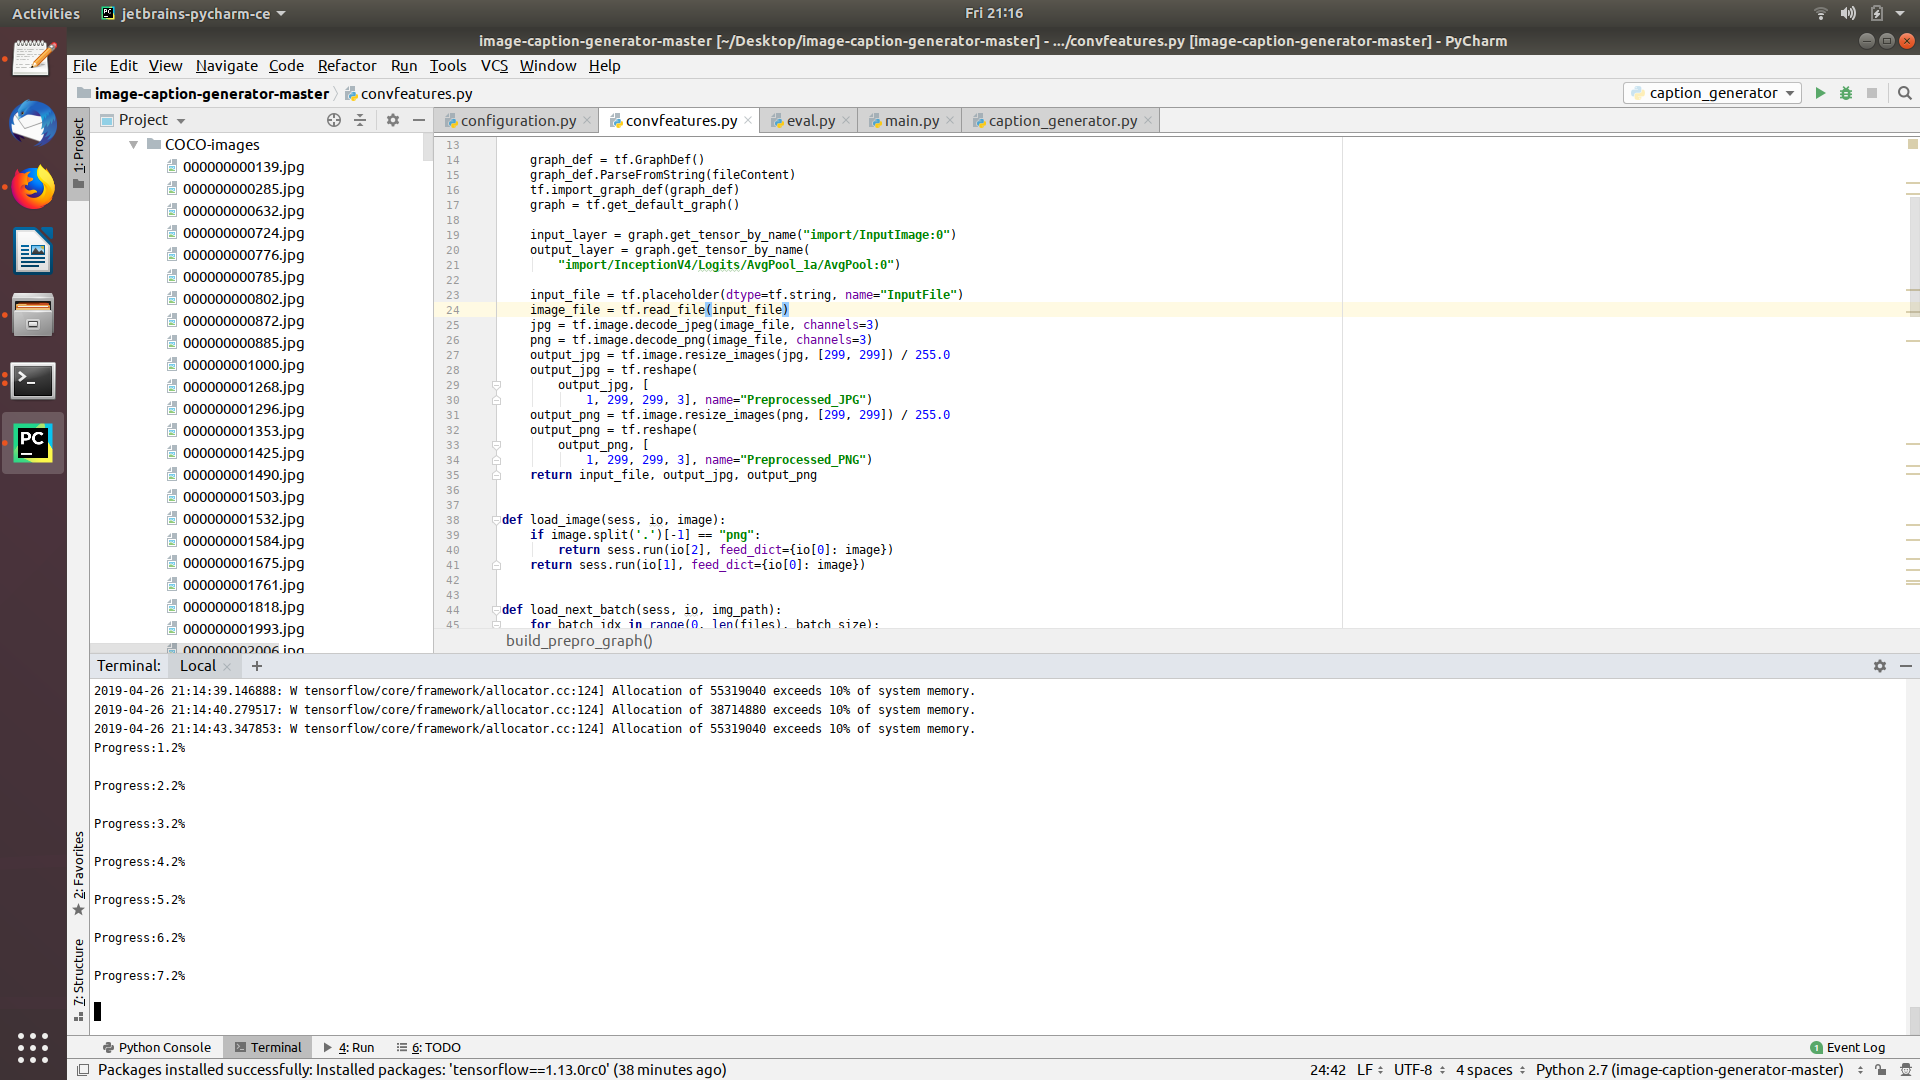 Activities
jetbrains-pycharm-ce
Fri 21:16
image-caption-generator-master [~/Desktop/image-caption-generator-master] - .../convfeatures.py [image-caption-generator-master] - PyCharm
File Edit View Navigate Code Refactor Run Tools VCS Window Help
image-caption-generator-master convfeatures.py
caption_generator
Project
configuration.py convfeatures.py eval.py main.py caption_generator.py
1: Project
COCO-images
000000000139.jpg
000000000285.jpg
000000000632.jpg
000000000724.jpg
000000000776.jpg
000000000785.jpg
000000000802.jpg
000000000872.jpg
000000000885.jpg
000000001000.jpg
000000001268.jpg
000000001296.jpg
000000001353.jpg
000000001425.jpg
000000001490.jpg
000000001503.jpg
000000001532.jpg
000000001584.jpg
000000001675.jpg
000000001761.jpg
000000001818.jpg
000000001993.jpg
000000002006.jpg
13
14 graph_def = tf.GraphDef()
15 graph_def.ParseFromString(fileContent)
16 tf.import_graph_def(graph_def)
17 graph = tf.get_default_graph()
18
19 input_layer = graph.get_tensor_by_name("import/InputImage:0")
20 output_layer = graph.get_tensor_by_name(
21 "import/InceptionV4/Logits/AvgPool_1a/AvgPool:0")
22
23 input_file = tf.placeholder(dtype=tf.string, name="InputFile")
24 image_file = tf.read_file(input_file)
25 jpg = tf.image.decode_jpeg(image_file, channels=3)
26 png = tf.image.decode_png(image_file, channels=3)
27 output_jpg = tf.image.resize_images(jpg, [299, 299]) / 255.0
28 output_jpg = tf.reshape(
29 output_jpg, [
30 1, 299, 299, 3], name="Preprocessed_JPG")
31 output_png = tf.image.resize_images(png, [299, 299]) / 255.0
32 output_png = tf.reshape(
33 output_png, [
34 1, 299, 299, 3], name="Preprocessed_PNG")
35 return input_file, output_jpg, output_png
36
37
38 def load_image(sess, io, image):
39 if image.split('.')[-1] == "png":
40 return sess.run(io[2], feed_dict={io[0]: image})
41 return sess.run(io[1], feed_dict={io[0]: image})
42
43
44 def load_next_batch(sess, io, img_path):
45 for batch_idx in range(0, len(files), batch_size):
build_prepro_graph()
Terminal: Local
2019-04-26 21:14:39.146888: W tensorflow/core/framework/allocator.cc:124] Allocation of 55319040 exceeds 10% of system memory.
2019-04-26 21:14:40.279517: W tensorflow/core/framework/allocator.cc:124] Allocation of 38714880 exceeds 10% of system memory.
2019-04-26 21:14:43.347853: W tensorflow/core/framework/allocator.cc:124] Allocation of 55319040 exceeds 10% of system memory.
Progress:1.2%
Progress:2.2%
Progress:3.2%
Progress:4.2%
Progress:5.2%
Progress:6.2%
Progress:7.2%
2: Favorites
7: Structure
Python Console Terminal 4: Run 6: TODO
1 Event Log
Packages installed successfully: Installed packages: 'tensorflow==1.13.0rc0' (38 minutes ago)
24:42 LF UTF-8 4 spaces Python 2.7 (image-caption-generator-master)